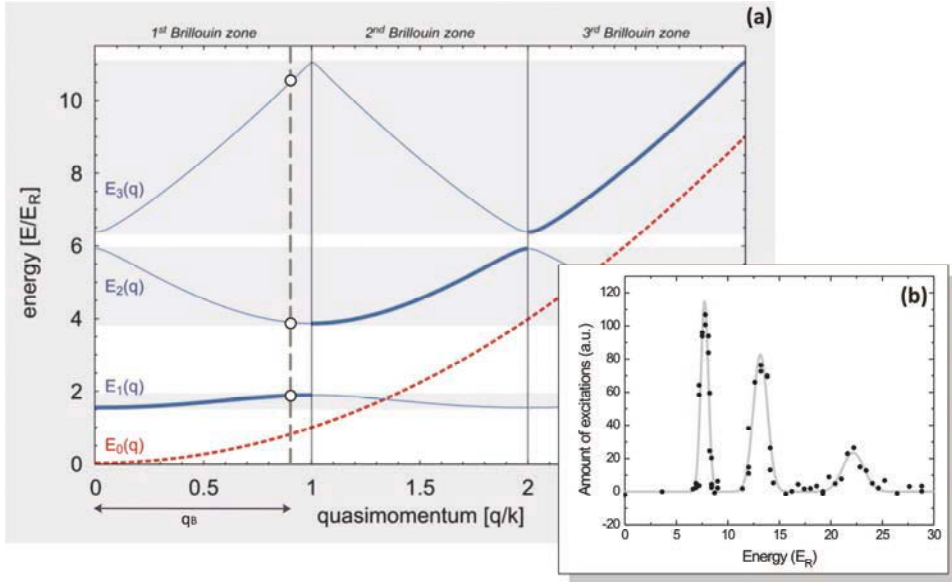 (a)
1st Brillouin zone 2nd Brillouin zone 3rd Brillouin zone
energy [E/ER]
10
8
6
4
2
0
E3(q)
E2(q)
E1(q)
E0(q)
0 0.5 1 1.5 2
qB
quasimomentum [q/k]
(b)
Amount of excitations (a.u.)
120
100
80
60
40
20
0
-20
0 5 10 15 20 25 30
Energy (ER)